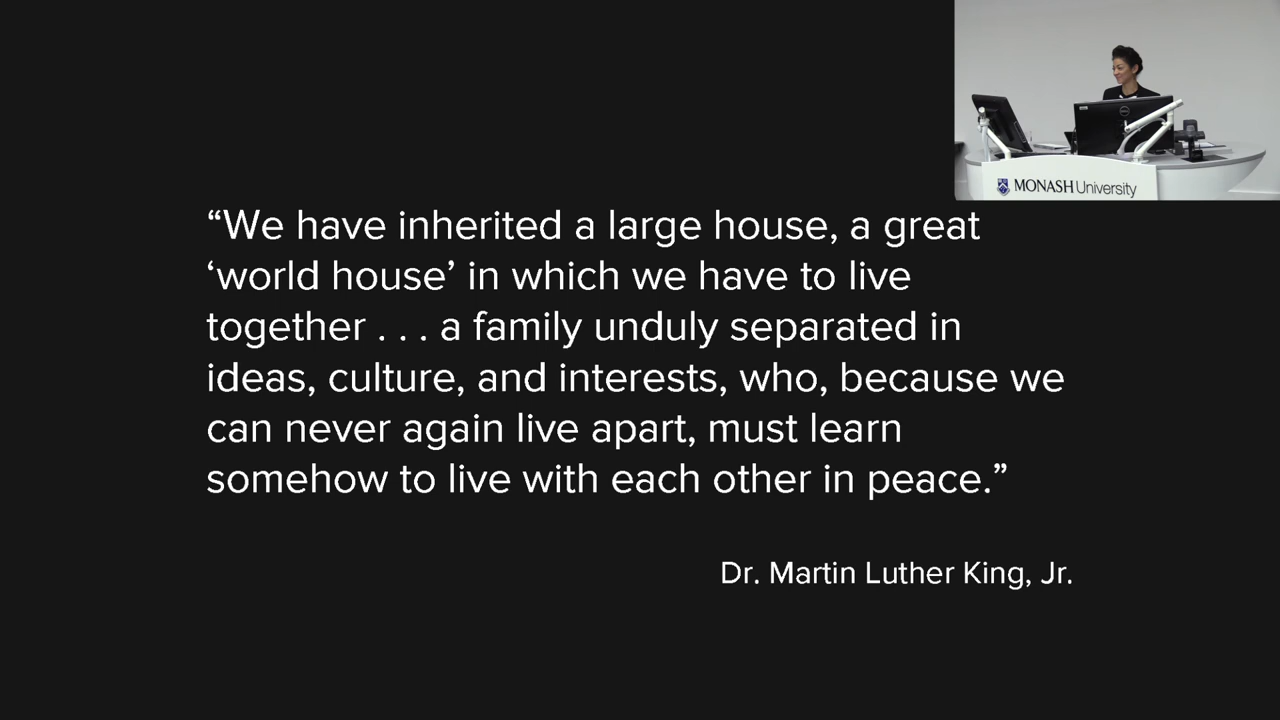 MONASH University
“We have inherited a large house, a great
‘world house’ in which we have to live
together . . . a family unduly separated in
ideas, culture, and interests, who, because we
can never again live apart, must learn
somehow to live with each other in peace.”
Dr. Martin Luther King, Jr.